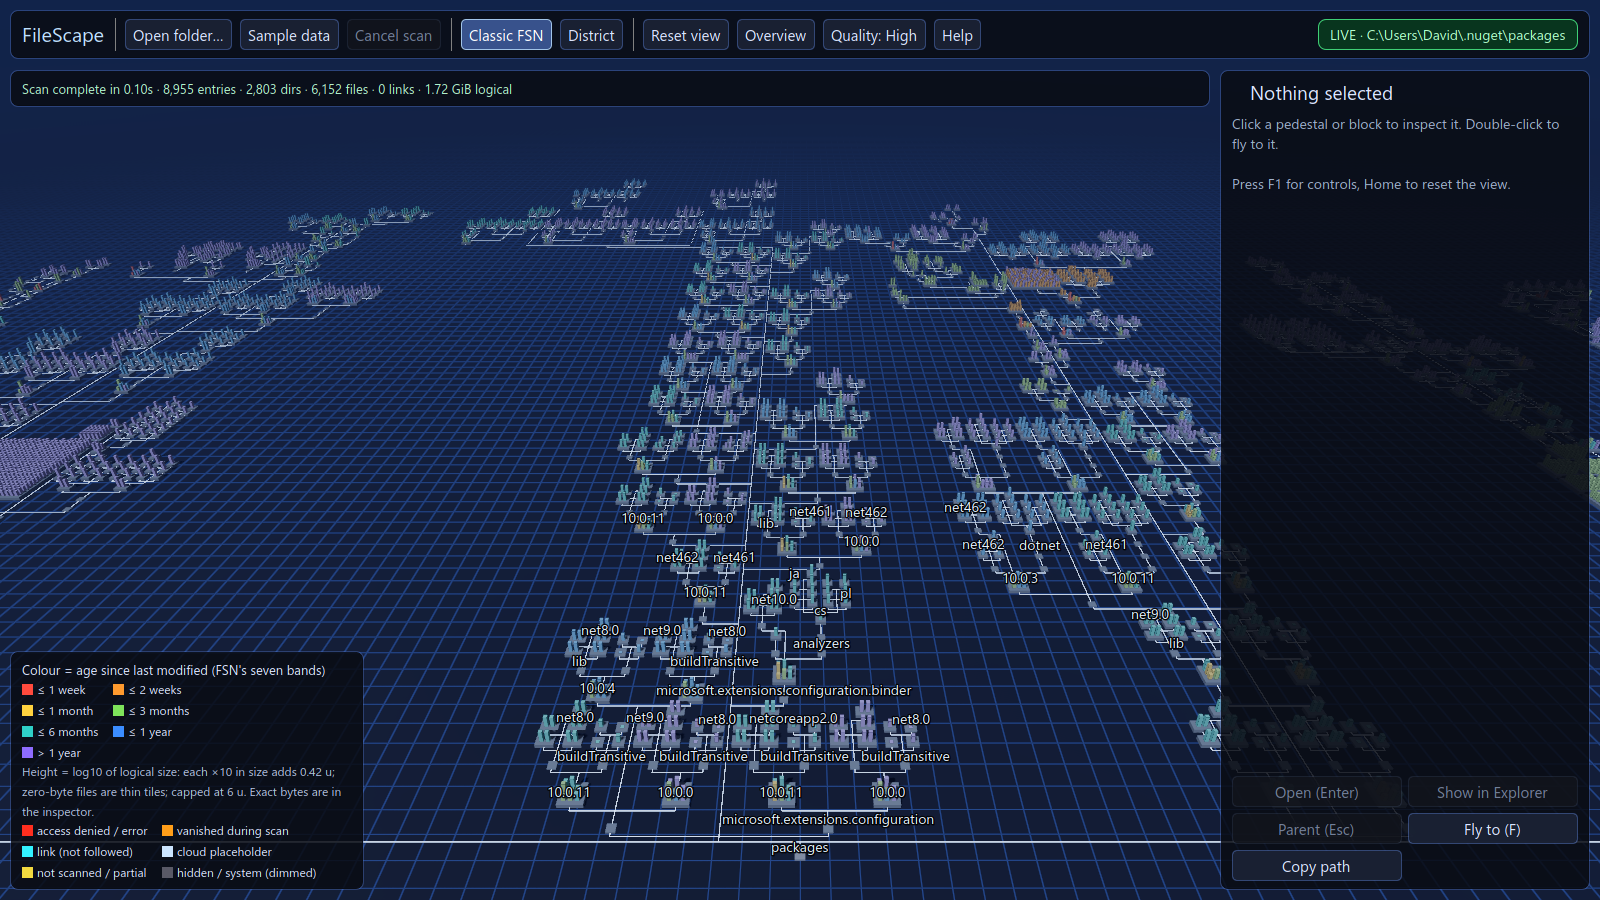 FileScape
Open folder...
Sample data
Cancel scan
Classic FSN
District
Reset view
Overview
Quality: High
Help
LIVE · C:\Users\David\.nuget\packages
Scan complete in 0.10s · 8,955 entries · 2,803 dirs · 6,152 files · 0 links · 1.72 GiB logical
Nothing selected
Click a pedestal or block to inspect it. Double-click to
fly to it.
Press F1 for controls, Home to reset the view.
net462
10.0.11
10.0.0
lib
net461
net462
10.0.0
net462
dotnet
net461
net462
net461
10.0.3
10.0.11
ja
10.0.11
net10.0
pl
cs
net9.0
net8.0
net9.0
net8.0
analyzers
lib
lib
buildTransitive
10.0.4
microsoft.extensions.configuration.binder
net8.0
net9.0
net8.0
netcoreapp2.0
net8.0
buildTransitive
buildTransitive
buildTransitive
buildTransitive
10.0.11
10.0.0
10.0.11
10.0.0
microsoft.extensions.configuration
packages
Colour = age since last modified (FSN's seven bands)
≤ 1 week
≤ 2 weeks
≤ 1 month
≤ 3 months
≤ 6 months
≤ 1 year
> 1 year
Height = log10 of logical size: each ×10 in size adds 0.42 u;
zero-byte files are thin tiles; capped at 6 u. Exact bytes are in
the inspector.
access denied / error
vanished during scan
link (not followed)
cloud placeholder
not scanned / partial
hidden / system (dimmed)
Open (Enter)
Show in Explorer
Parent (Esc)
Fly to (F)
Copy path